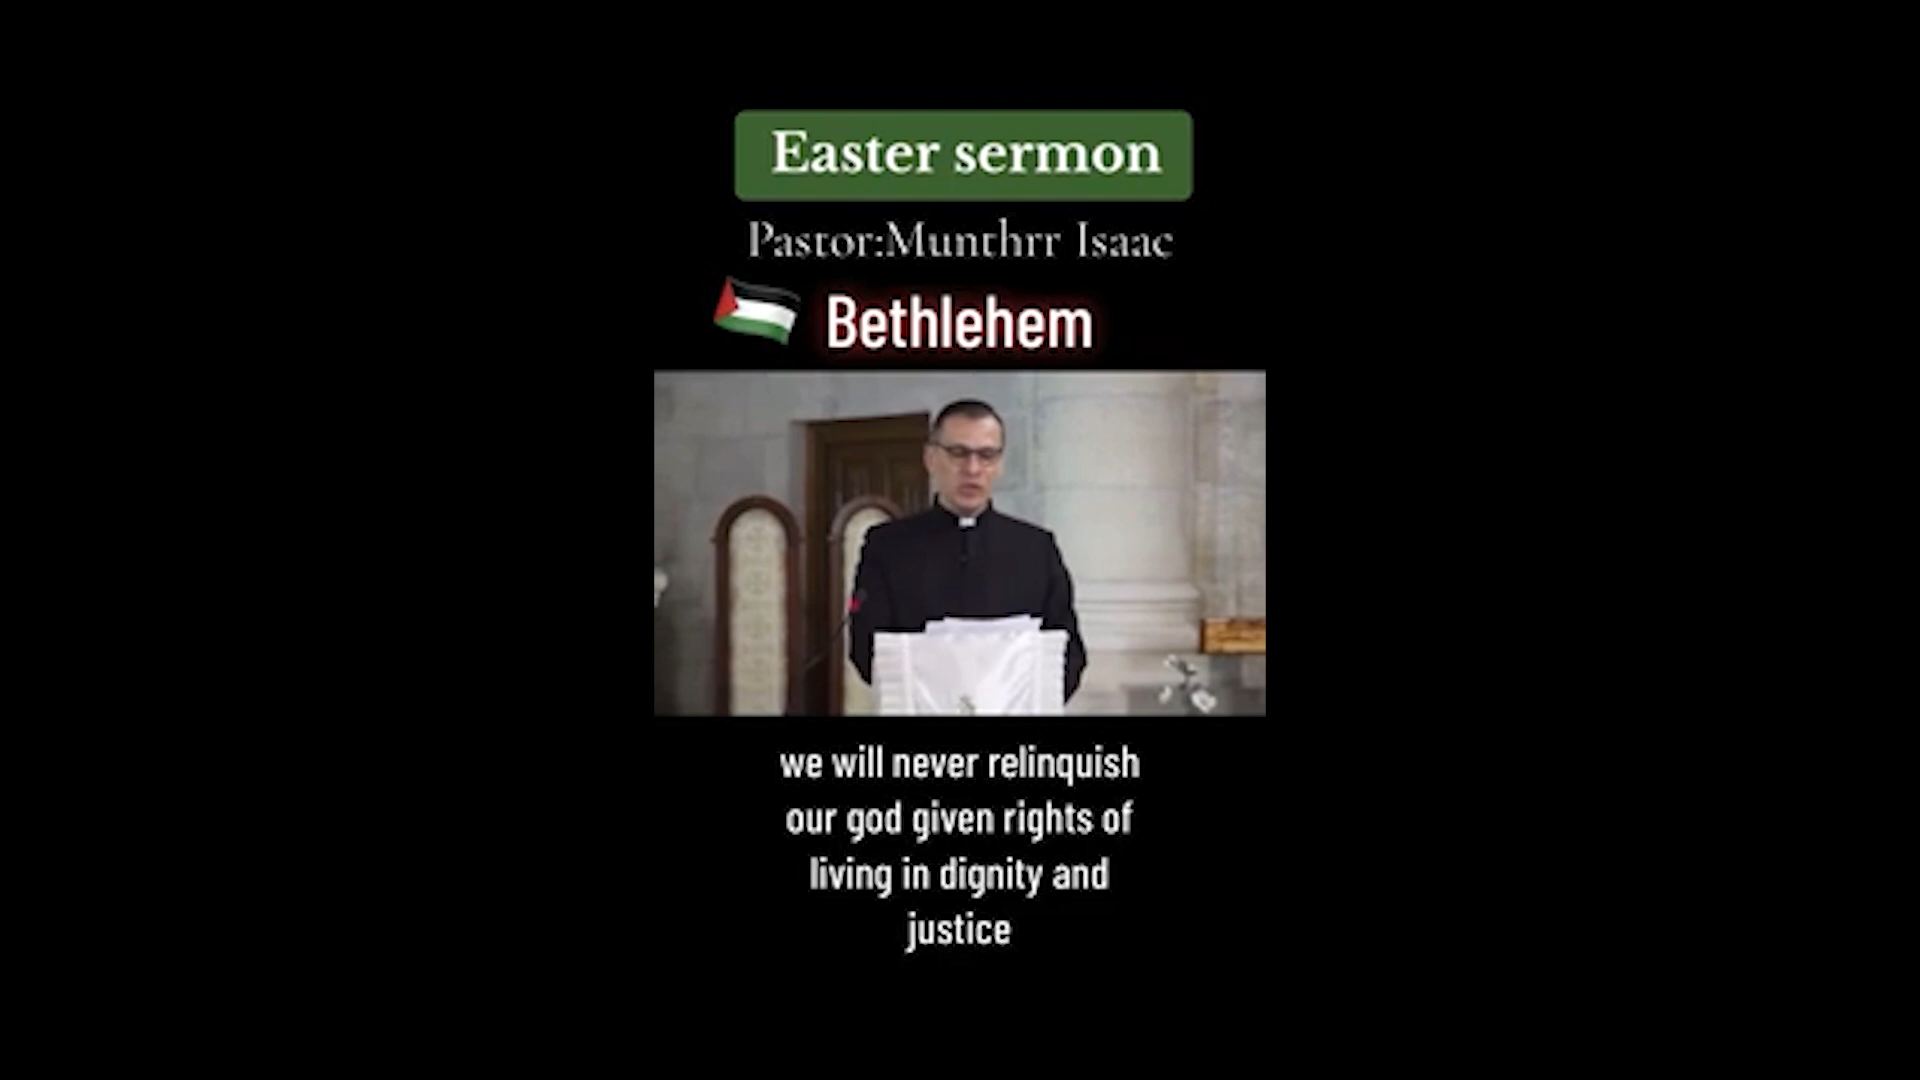 Easter sermon
Pastor:Munthrr Isaac
Bethlehem
we will never relinquish
our god given rights of
living in dignity and
justice